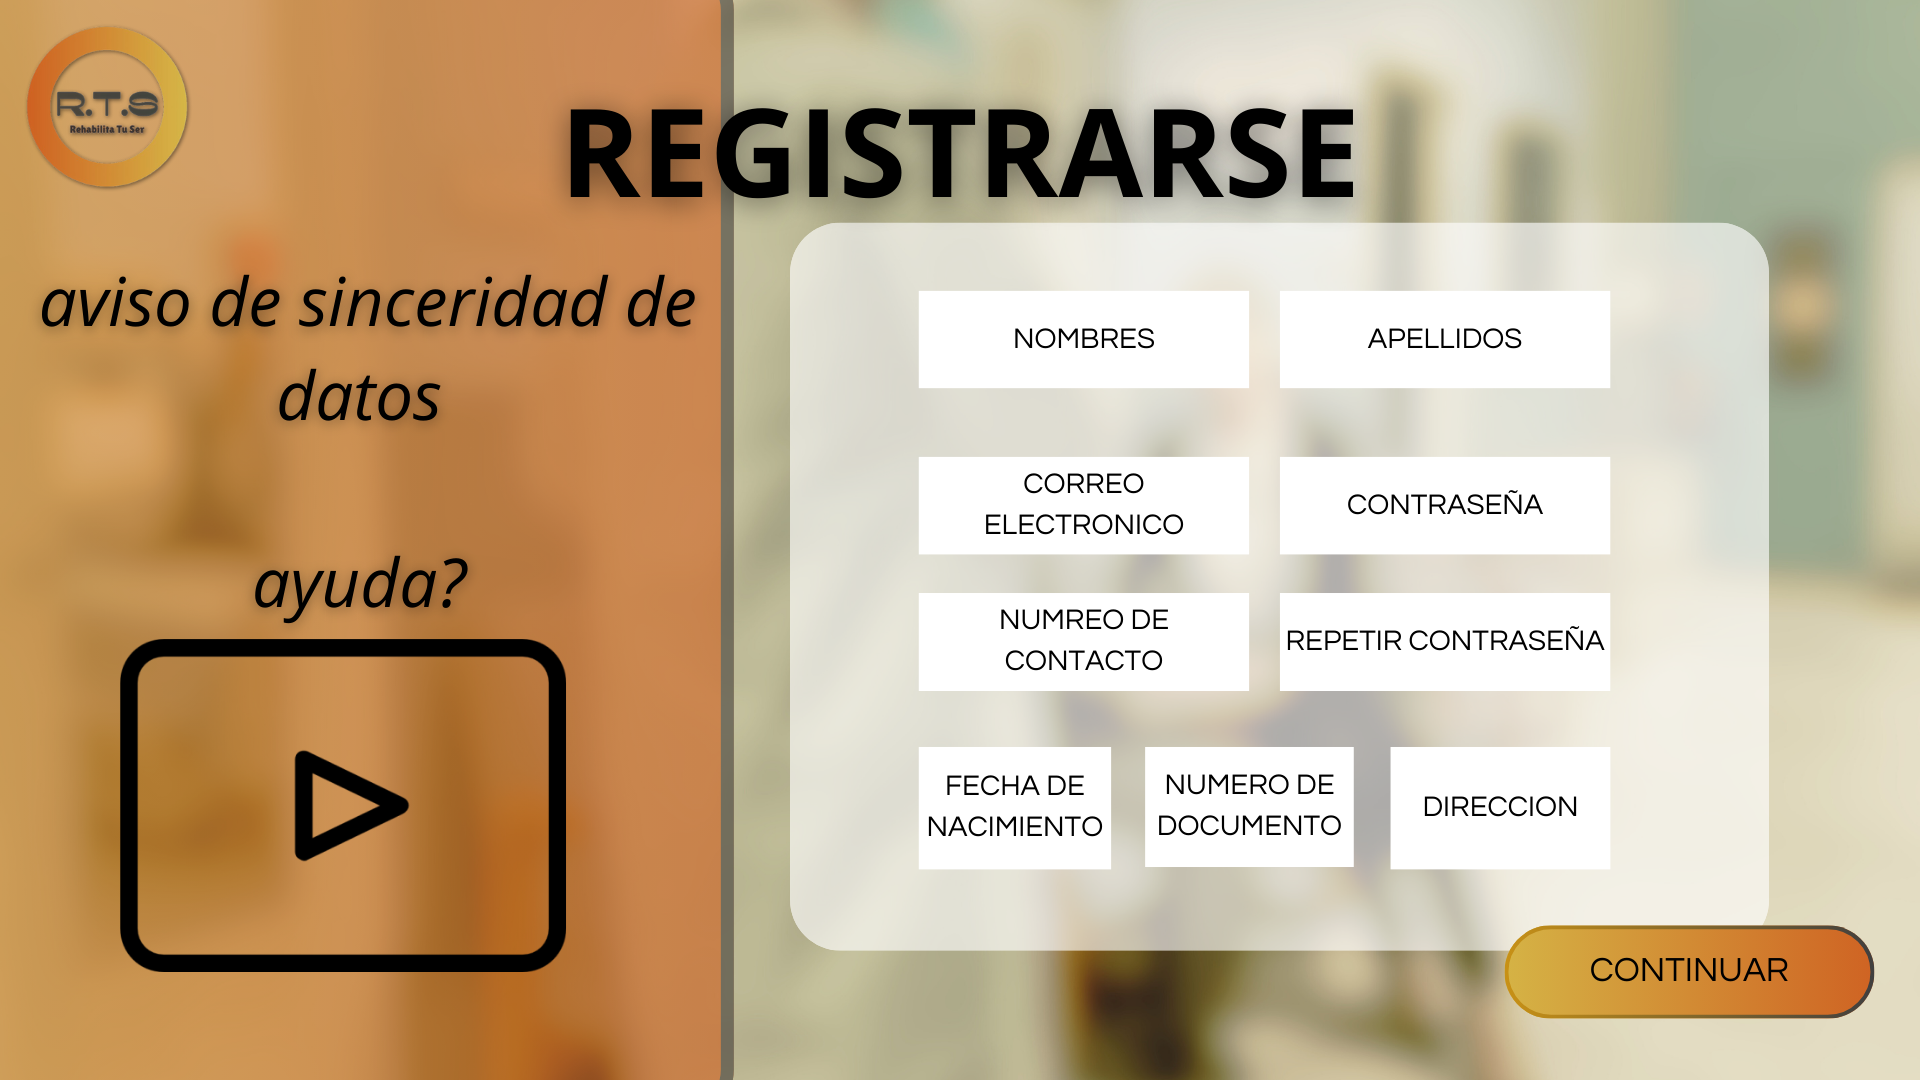 R.T.S
Rehabilita Tu Ser
REGISTRARSE
aviso de sinceridad de
datos
ayuda?
NOMBRES
APELLIDOS
CORREO
ELECTRONICO
CONTRASEÑA
NUMREO DE
CONTACTO
REPETIR CONTRASEÑA
FECHA DE
NACIMIENTO
NUMERO DE
DOCUMENTO
DIRECCION
CONTINUAR